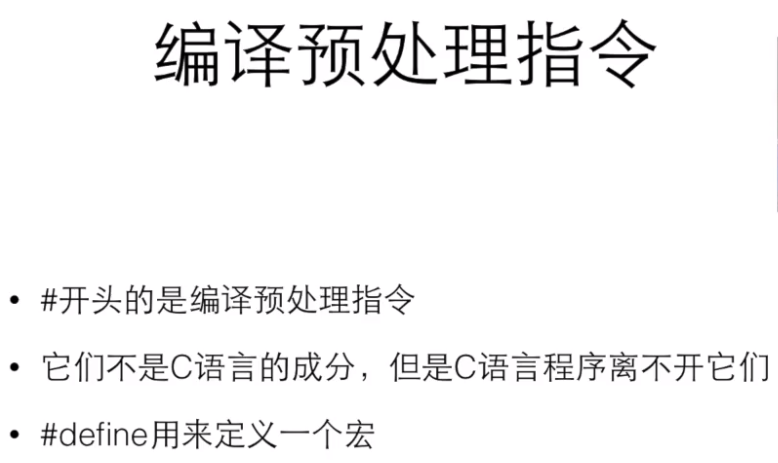 编译预处理指令
• #开头的是编译预处理指令
• 它们不是C语言的成分，但是C语言程序离不开它们
• #define用来定义一个宏